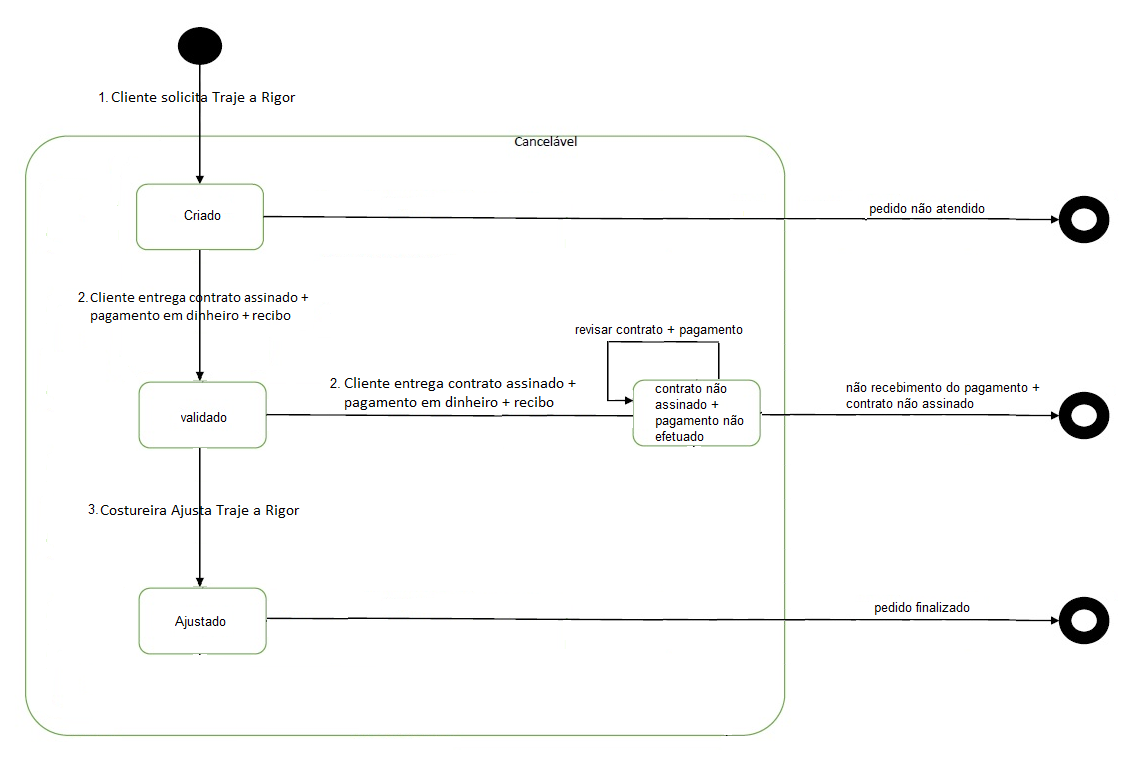 1. Cliente solicita Traje a Rigor
Cancelável
Criado
pedido não atendido
2. Cliente entrega contrato assinado +
pagamento em dinheiro + recibo
revisar contrato + pagamento
2. Cliente entrega contrato assinado +
pagamento em dinheiro + recibo
validado
contrato não
assinado +
pagamento não
efetuado
não recebimento do pagamento +
contrato não assinado
3. Costureira Ajusta Traje a Rigor
Ajustado
pedido finalizado